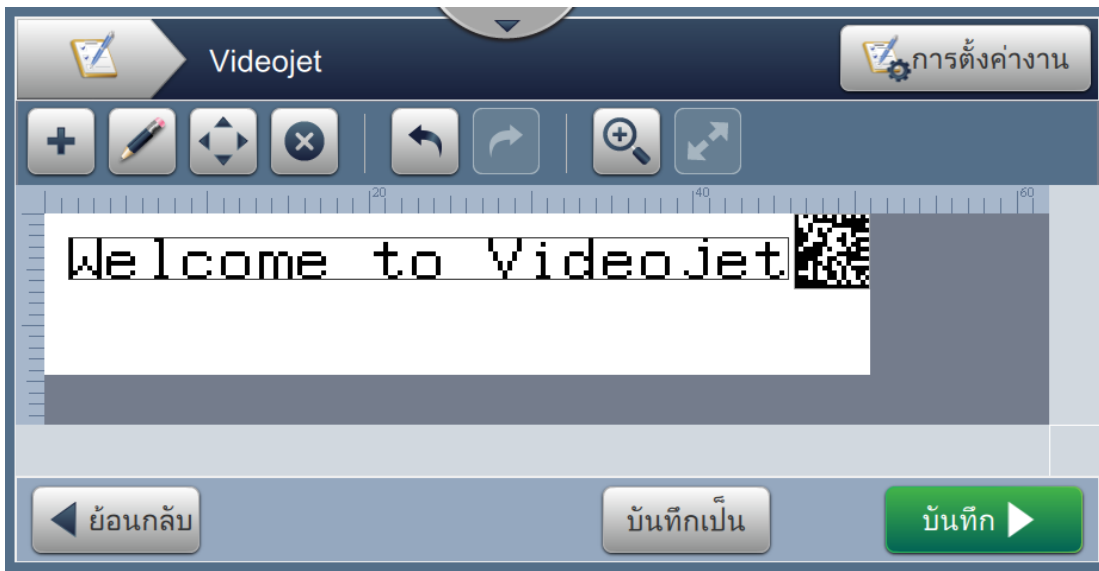 Videojet
การตั้งค่างาน
20
40
60
Welcome to Videojet
ย้อนกลับ
บันทึกเป็น
บันทึก